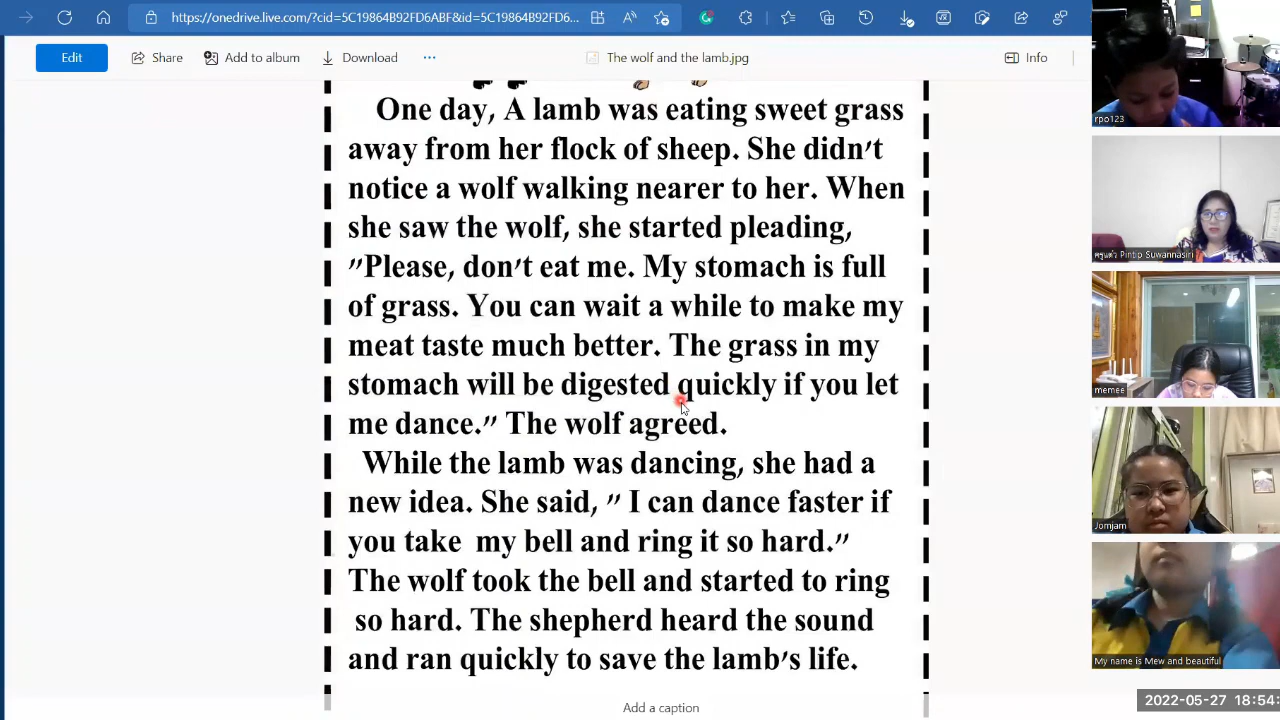 https://onedrive.live.com/?cid=5C19864B92FD6ABF&id=5C19864B92FD6...
Edit
Share
Add to album
Download
...
The wolf and the lamb.jpg
Info
One day, A lamb was eating sweet grass
away from her flock of sheep. She didn't
notice a wolf walking nearer to her. When
she saw the wolf, she started pleading,
"Please, don't eat me. My stomach is full
of grass. You can wait a while to make my
meat taste much better. The grass in my
stomach will be digested quickly if you let
me dance." The wolf agreed.
While the lamb was dancing, she had a
new idea. She said, " I can dance faster if
you take my bell and ring it so hard."
The wolf took the bell and started to ring
so hard. The shepherd heard the sound
and ran quickly to save the lamb's life.
Add a caption
rpo123
ครูแต๋ว Pintip Suwannasiri
memee
Jomjam
My name is Mew and beautiful
2022-05-27 18:54: